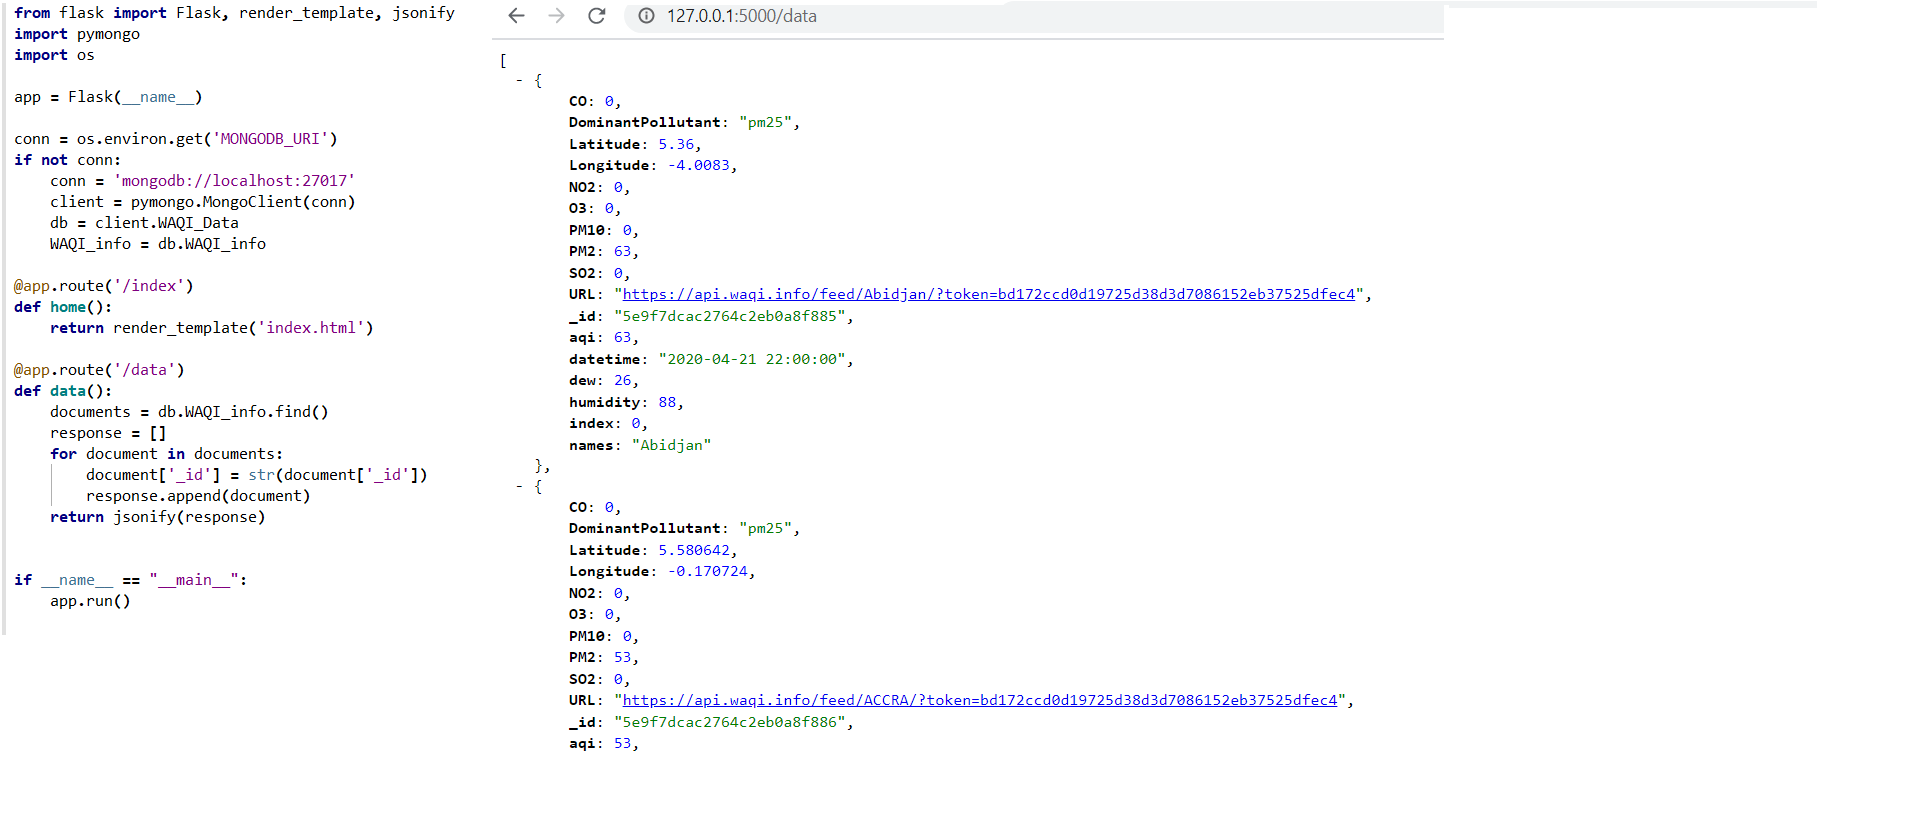 from flask import Flask, render_template, jsonify
import pymongo
import os

app = Flask(__name__)

conn = os.environ.get('MONGODB_URI')
if not conn:
    conn = 'mongodb://localhost:27017'
    client = pymongo.MongoClient(conn)
    db = client.WAQI_Data
    WAQI_info = db.WAQI_info

@app.route('/index')
def home():
    return render_template('index.html')

@app.route('/data')
def data():
    documents = db.WAQI_info.find()
    response = []
    for document in documents:
        document['_id'] = str(document['_id'])
        response.append(document)
    return jsonify(response)

if __name__ == "__main__":
    app.run()

127.0.0.1:5000/data
[
- {
CO: 0,
DominantPollutant: "pm25",
Latitude: 5.36,
Longitude: -4.0083,
NO2: 0,
O3: 0,
PM10: 0,
PM2: 63,
SO2: 0,
URL: "https://api.waqi.info/feed/Abidjan/?token=bd172ccd0d19725d38d3d7086152eb37525dfec4",
_id: "5e9f7dcac2764c2eb0a8f885",
aqi: 63,
datetime: "2020-04-21 22:00:00",
dew: 26,
humidity: 88,
index: 0,
names: "Abidjan"
},
- {
CO: 0,
DominantPollutant: "pm25",
Latitude: 5.580642,
Longitude: -0.170724,
NO2: 0,
O3: 0,
PM10: 0,
PM2: 53,
SO2: 0,
URL: "https://api.waqi.info/feed/ACCRA/?token=bd172ccd0d19725d38d3d7086152eb37525dfec4",
_id: "5e9f7dcac2764c2eb0a8f886",
aqi: 53,